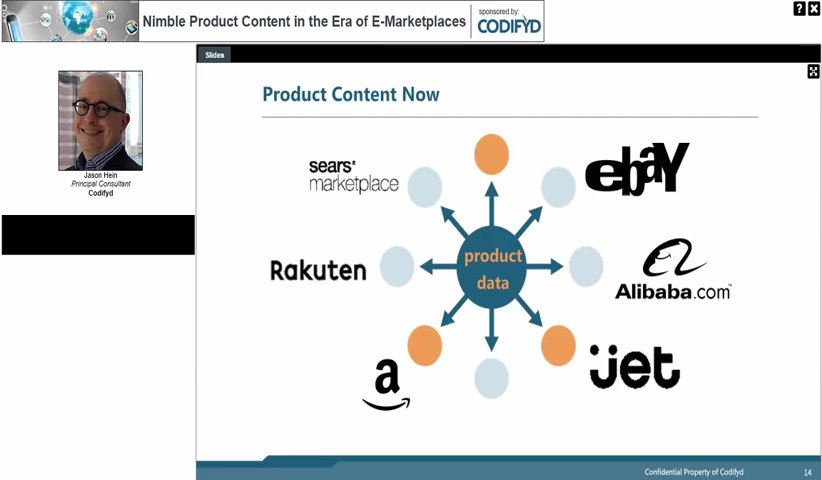 Nimble Product Content in the Era of E-Marketplaces
sponsored by:
CODIFYD
Slides
Jason Hein
Principal Consultant
Codifyd
Product Content Now
sears
marketplace
ebay
Rakuten
product
data
Alibaba.com
a
jet
Confidential Property of Codifyd
14